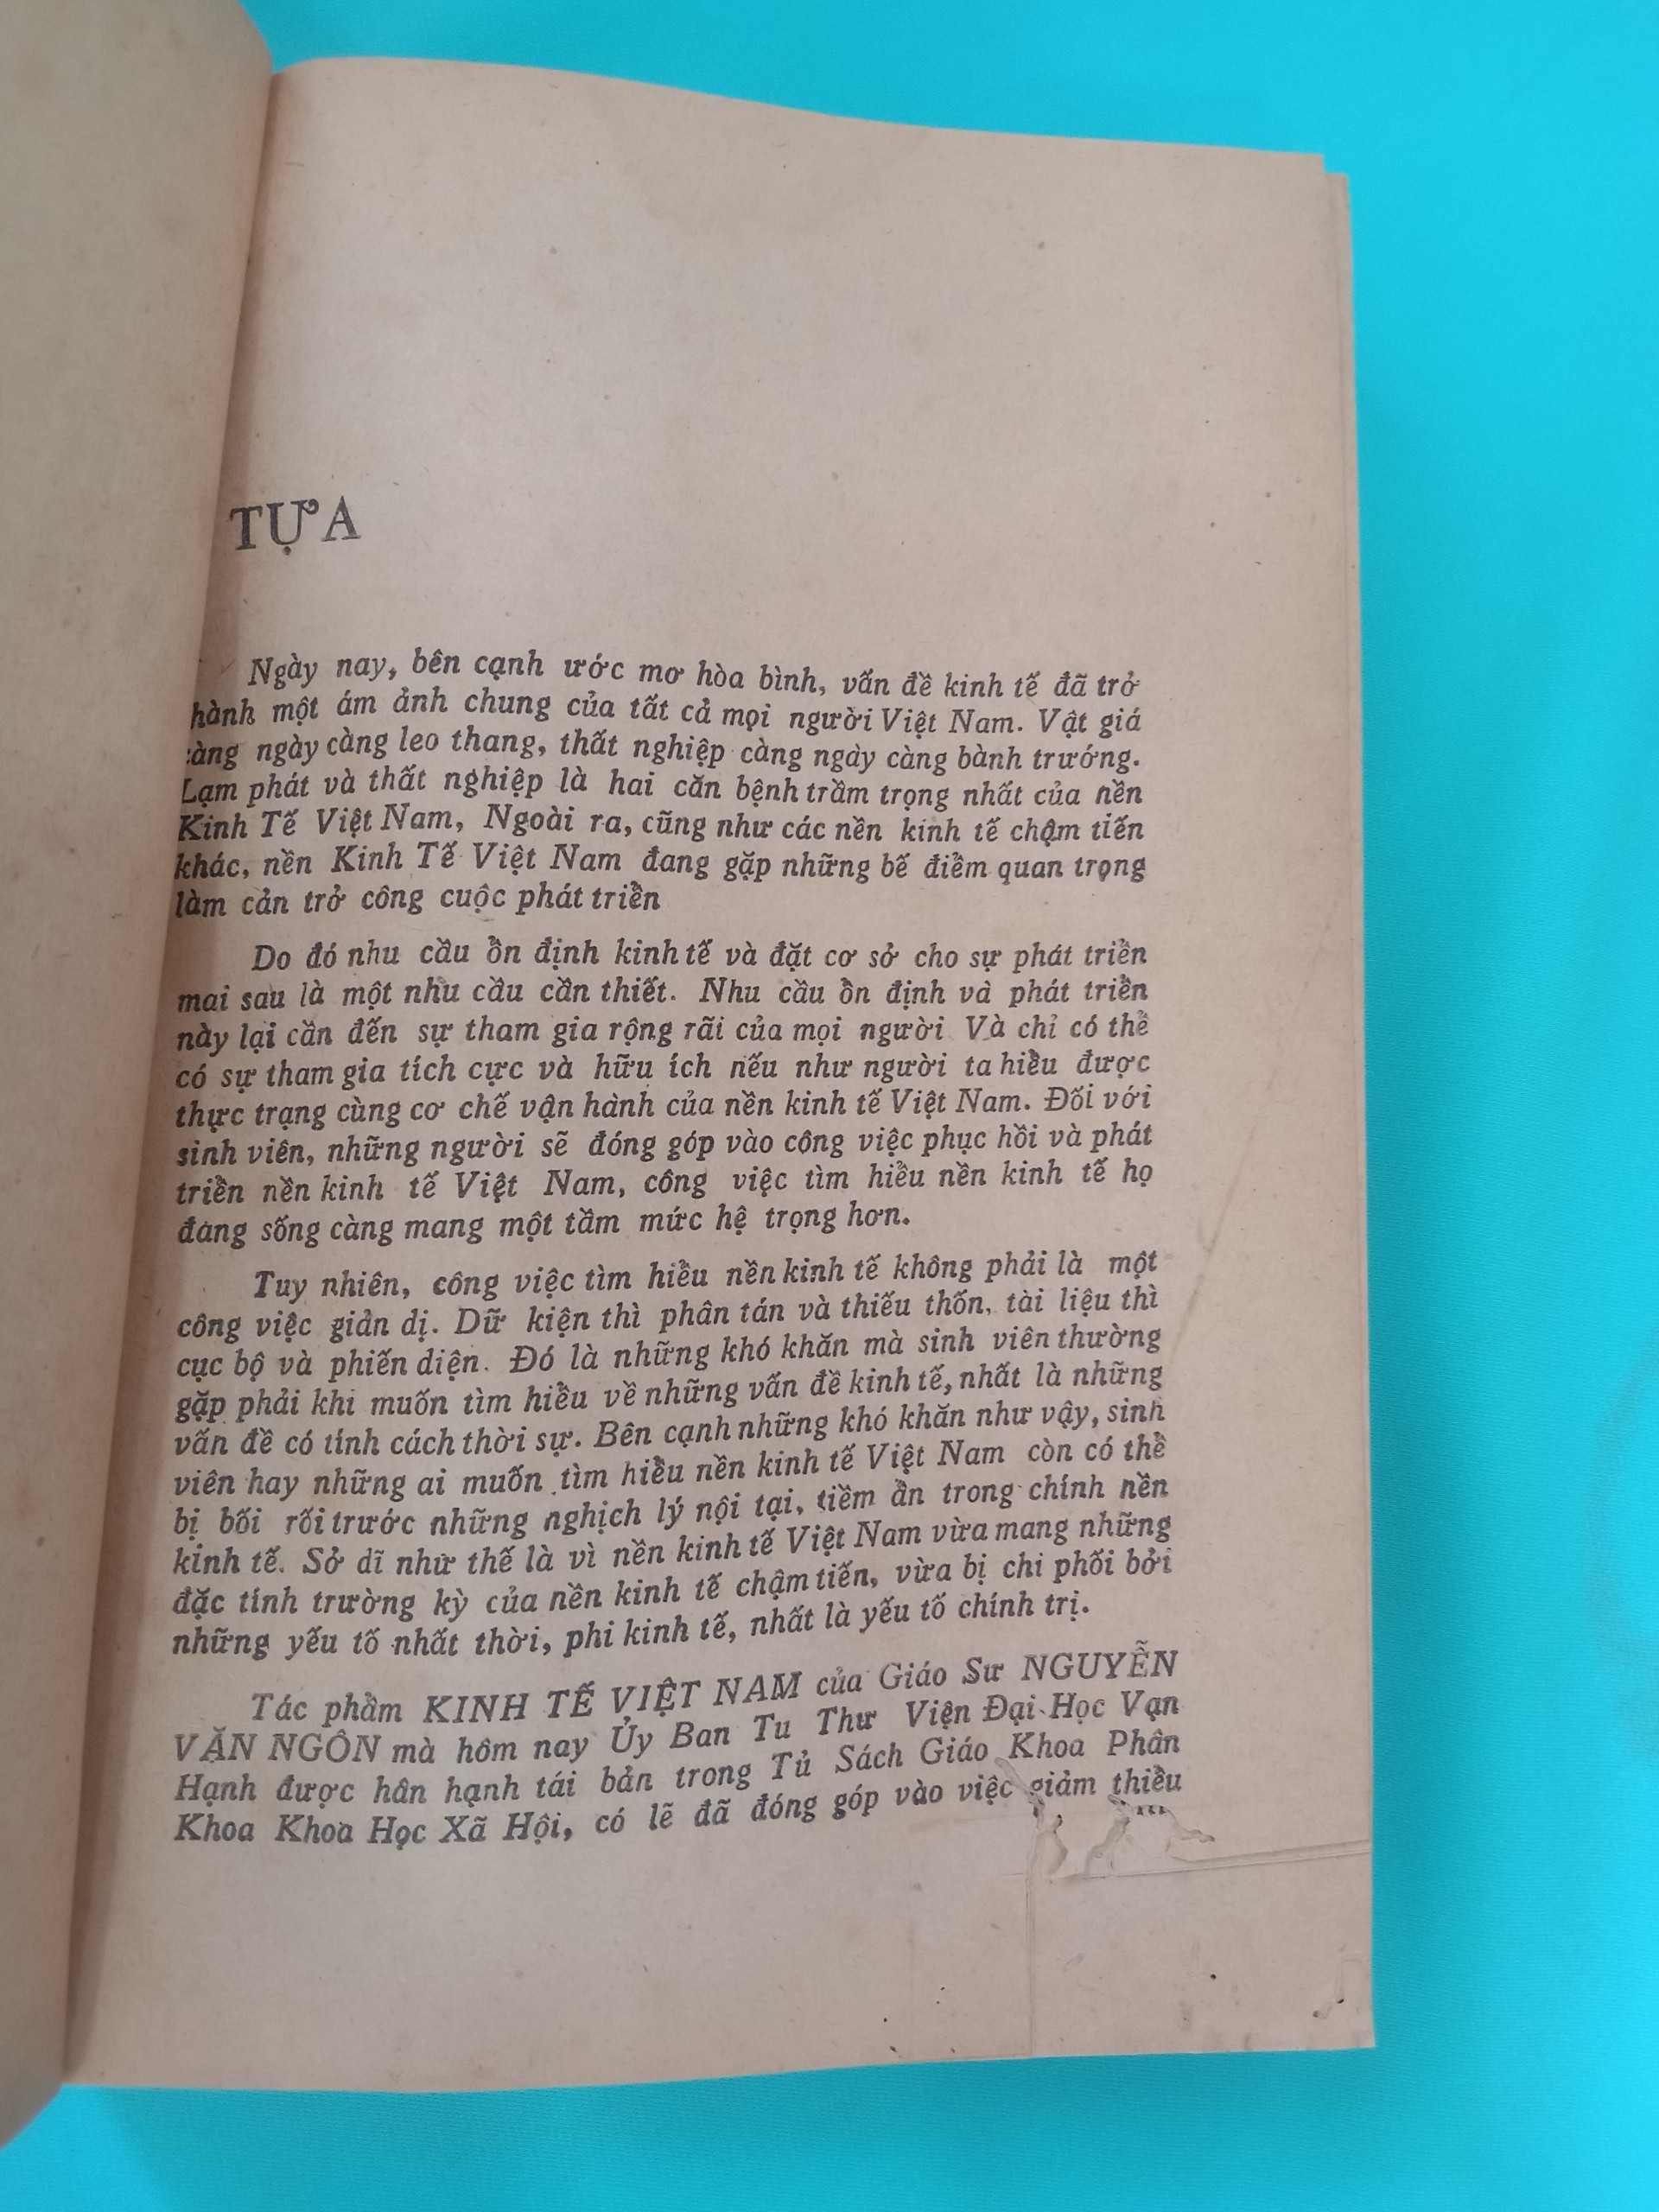 TỰA
Ngày nay, bên cạnh ước mơ hòa bình, vấn đề kinh tế đã trở
hành một ám ảnh chung của tất cả mọi người Việt Nam. Vật giá
àng ngày càng leo thang, thất nghiệp càng ngày càng bành trướng.
Lạm phát và thất nghiệp là hai căn bệnh trầm trọng nhất của nền
Kinh Tế Việt Nam, Ngoài ra, cũng như các nền kinh tế chậm tiến
khác, nền Kinh Tế Việt Nam đang gặp những bế điểm quan trọng
làm cản trở công cuộc phát triển
Do đó nhu cầu ổn định kinh tế và đặt cơ sở cho sự phát triển
mai sau là một nhu cầu cần thiết. Nhu cầu ổn định và phát triển
này lại cần đến sự tham gia rộng rãi của mọi người Và chỉ có thể
có sự tham gia tích cực và hữu ích nếu như người ta hiểu được
thực trạng cùng cơ chế vận hành của nền kinh tế Việt Nam. Đối với
sinh viên, những người sẽ đóng góp vào công việc phục hồi và phát
triển nền kinh tế Việt Nam, công việc tìm hiểu nền kinh tế họ
đang sống càng mang một tầm mức hệ trọng hơn.
Tuy nhiên, công việc tìm hiểu nền kinh tế không phải là một
công việc giản dị. Dữ kiện thì phân tán và thiếu thốn, tài liệu thì
cục bộ và phiến diện. Đó là những khó khăn mà sinh viên thường
gặp phải khi muốn tìm hiểu về những vấn đề kinh tế, nhất là những
vấn đề có tính cách thời sự. Bên cạnh những khó khăn như vậy, sinh
viên hay những ai muốn tìm hiểu nền kinh tế Việt Nam còn có thể
bị bối rối trước những nghịch lý nội tại, tiềm ẩn trong chính nền
kinh tế. Sở dĩ như thế là vì nền kinh tế Việt Nam vừa mang những
đặc tính trường kỳ của nền kinh tế chậm tiến, vừa bị chi phối bởi
những yếu tố nhất thời, phi kinh tế, nhất là yếu tố chính trị.
Tác phẩm KINH TẾ VIỆT NAM của Giáo Sư NGUYỄN
VĂN NGÔN mà hôm nay Ủy Ban Tu Thư Viện Đại Học Vạn
Hạnh được hân hạnh tái bản trong Tủ Sách Giáo Khoa Phân
Khoa Khoa Học Xã Hội, có lẽ đã đóng góp vào việc giảm thiểu